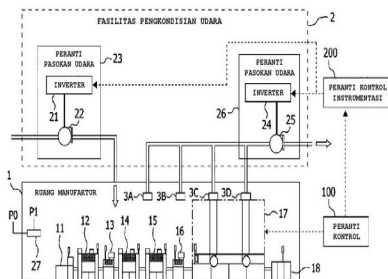 FASILITAS PENGKONDISIAN UDARA
2
PERANTI
PASOKAN UDARA
23
INVERTER
21
22
PERANTI
PASOKAN UDARA
INVERTER
24
25
26
200
PERANTI KONTROL
INSTRUMENTASI
1
RUANG MANUFAKTOR
3A
3B
3C
3D
P0
P1
27
11
12
13
14
15
16
17
18
100
PERANTI
KONTROL